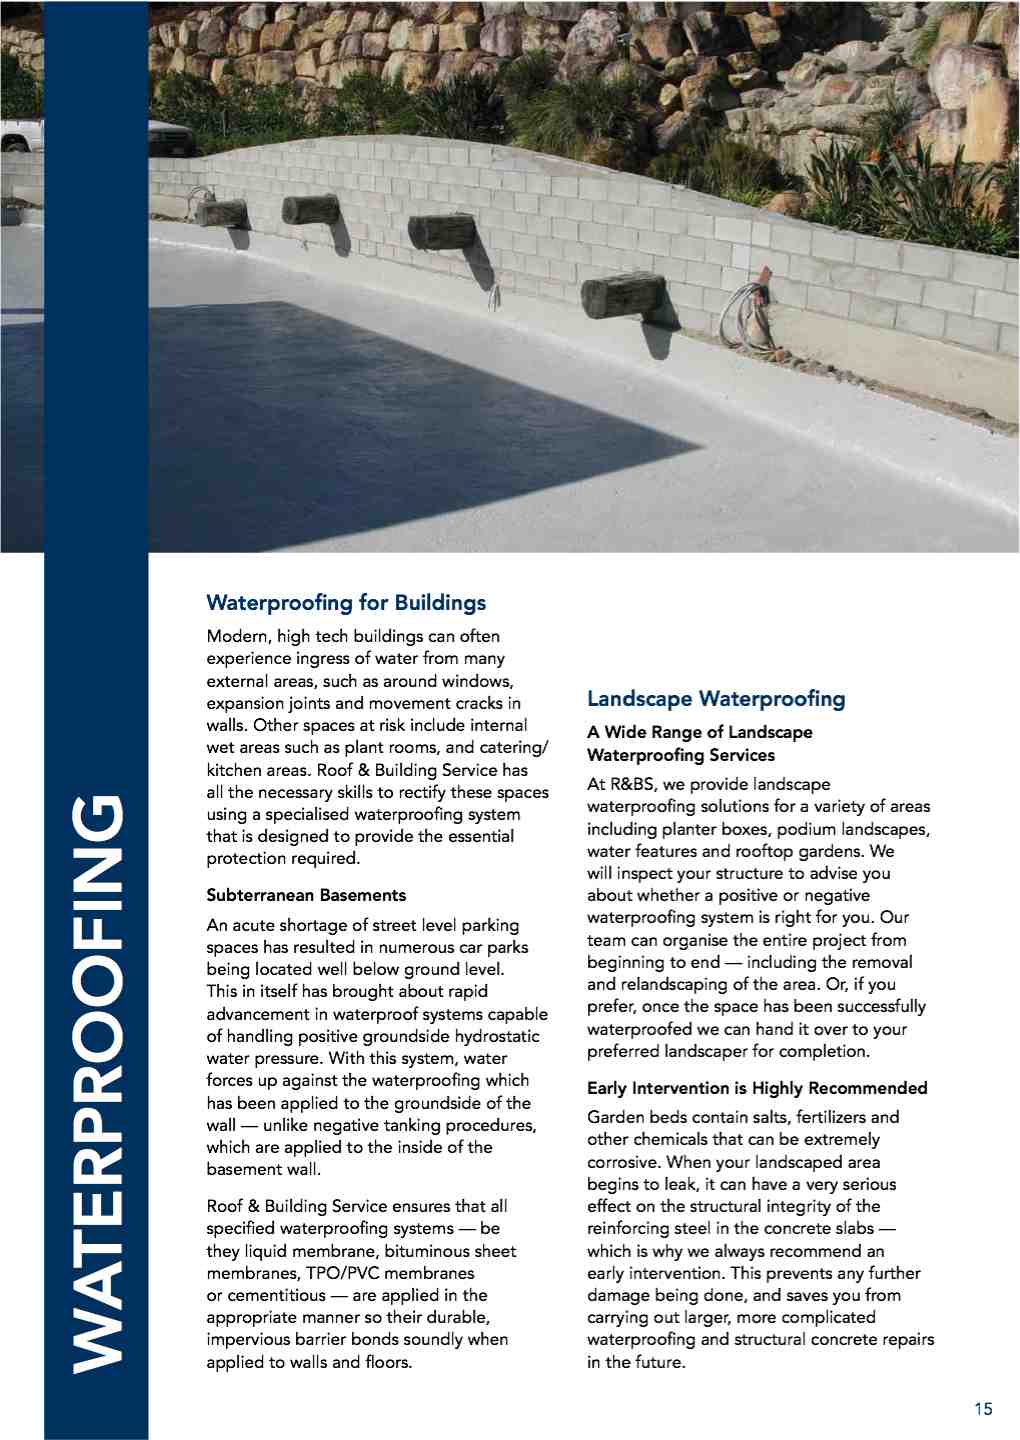 WATERPROOFING
Waterproofing for Buildings
Modern, high tech buildings can often
experience ingress of water from many
external areas, such as around windows,
expansion joints and movement cracks in
walls. Other spaces at risk include internal
wet areas such as plant rooms, and catering/
kitchen areas. Roof & Building Service has
all the necessary skills to rectify these spaces
using a specialised waterproofing system
that is designed to provide the essential
protection required.
Subterranean Basements
An acute shortage of street level parking
spaces has resulted in numerous car parks
being located well below ground level.
This in itself has brought about rapid
advancement in waterproof systems capable
of handling positive groundside hydrostatic
water pressure. With this system, water
forces up against the waterproofing which
has been applied to the groundside of the
wall — unlike negative tanking procedures,
which are applied to the inside of the
basement wall.
Roof & Building Service ensures that all
specified waterproofing systems — be
they liquid membrane, bituminous sheet
membranes, TPO/PVC membranes
or cementitious — are applied in the
appropriate manner so their durable,
impervious barrier bonds soundly when
applied to walls and floors.
Landscape Waterproofing
A Wide Range of Landscape
Waterproofing Services
At R&BS, we provide landscape
waterproofing solutions for a variety of areas
including planter boxes, podium landscapes,
water features and rooftop gardens. We
will inspect your structure to advise you
about whether a positive or negative
waterproofing system is right for you. Our
team can organise the entire project from
beginning to end — including the removal
and relandscaping of the area. Or, if you
prefer, once the space has been successfully
waterproofed we can hand it over to your
preferred landscaper for completion.
Early Intervention is Highly Recommended
Garden beds contain salts, fertilizers and
other chemicals that can be extremely
corrosive. When your landscaped area
begins to leak, it can have a very serious
effect on the structural integrity of the
reinforcing steel in the concrete slabs —
which is why we always recommend an
early intervention. This prevents any further
damage being done, and saves you from
carrying out larger, more complicated
waterproofing and structural concrete repairs
in the future.
15